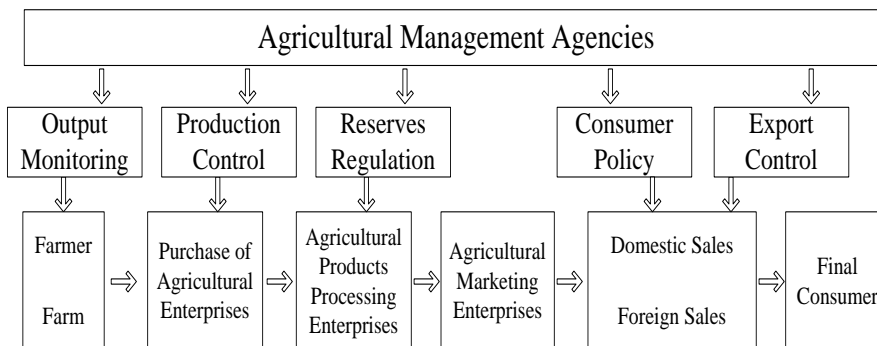 Agricultural Management Agencies
Output
Monitoring
Production
Control
Reserves
Regulation
Consumer
Policy
Export
Control
Farmer
Farm
Purchase of
Agricultural
Enterprises
Agricultural
Products
Processing
Enterprises
Agricultural
Marketing
Enterprises
Domestic Sales
Foreign Sales
Final
Consumer